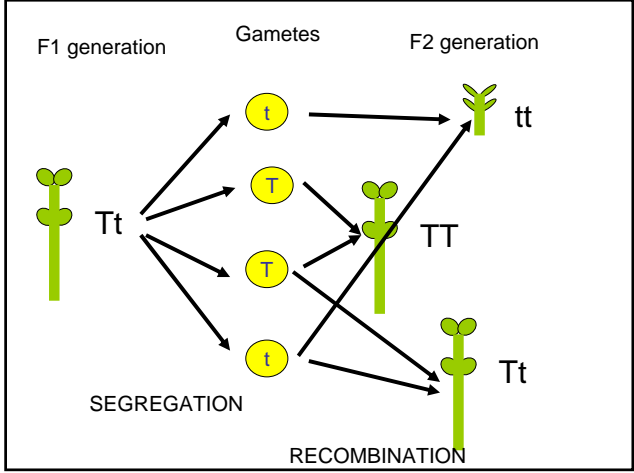 F1 generation
Gametes
F2 generation
t
tt
T
Tt
TT
T
t
Tt
SEGREGATION
RECOMBINATION